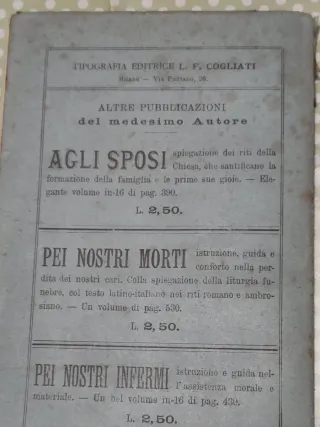 TIPOGRAFIA EDITRICE L. F. COGLIATI
ALTRE PUBBLICAZIONI
del medesimo Autore
AGLI SPOSI spiegazione dei riti della
Chiesa, che santificano la
formazione della famiglia e le prime sue gioie. — Ele-
gante volume in-16 di pag. 390.
L. 2,50.
PEI NOSTRI MORTI istruzione, guida e
conforto nella per-
dita dei nostri cari. Colla spiegazione della liturgia fu-
nebre, col testo latino-italiano nei riti romano e ambro-
siano. — Un volume di pag. 530.
L. 2,50.
PEI NOSTRI INFERMI istruzione e guida nel-
l'assistenza morale e
materiale. — Un bel volume in-16 di pag. 430.
L. 2,50.